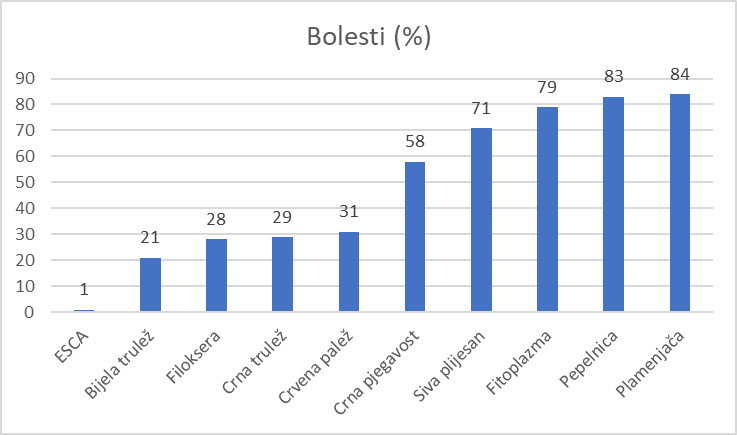 Bolesti (%)
90
80
70
60
50
40
30
20
10
0
1
21
28
29
31
58
71
79
83
84
ESCA
Bijela trulež
Filoksera
Crna trulež
Crvena palež
Crna pjegavost
Siva plijesan
Fitoplazma
Pepelnica
Plamenjača